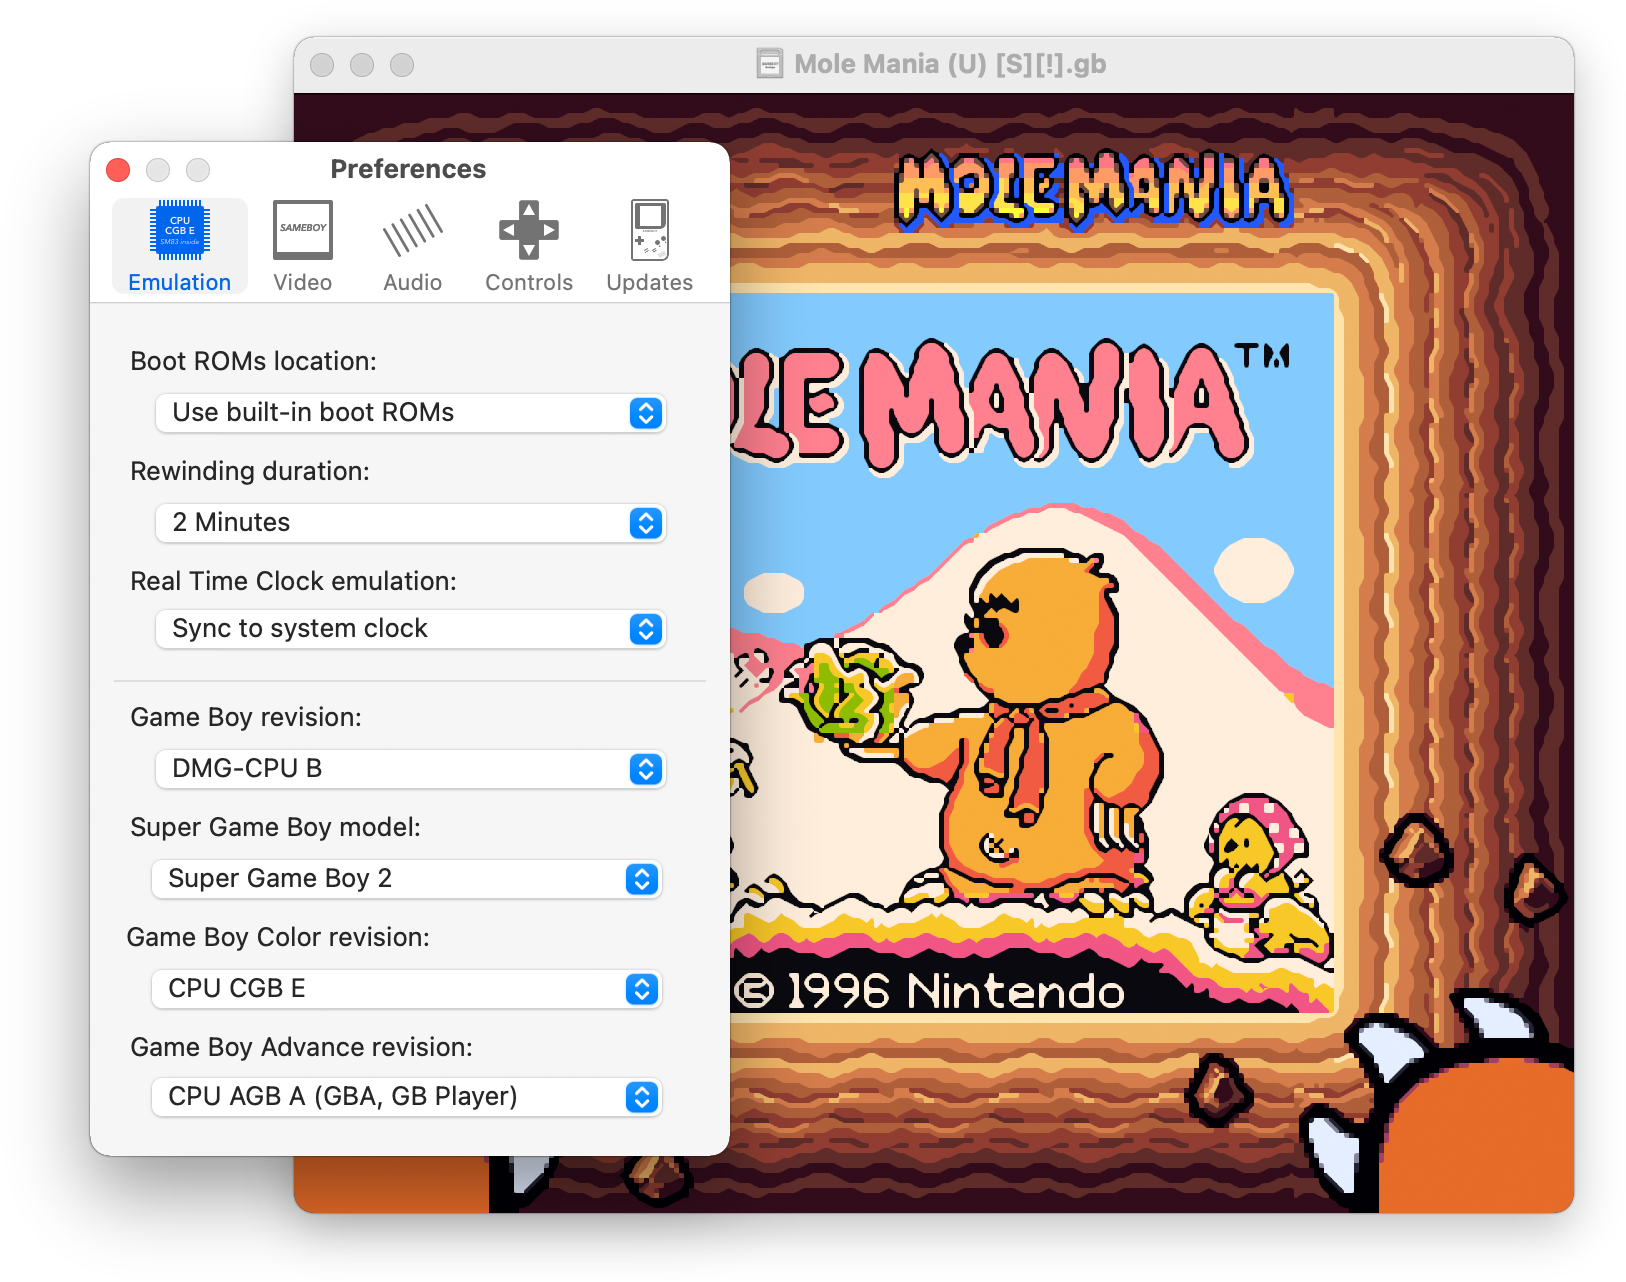 Mole Mania (U) [S][!].gb
MOLE MANIA
Preferences
CPU
CGB E
SM83 inside
SAMEBOY
Emulation
Video
Audio
Controls
Updates
Boot ROMs location:
Use built-in boot ROMs
Rewinding duration:
2 Minutes
Real Time Clock emulation:
Sync to system clock
Game Boy revision:
DMG-CPU B
Super Game Boy model:
Super Game Boy 2
Game Boy Color revision:
CPU CGB E
Game Boy Advance revision:
CPU AGB A (GBA, GB Player)
LE MANIA™
© 1996 Nintendo